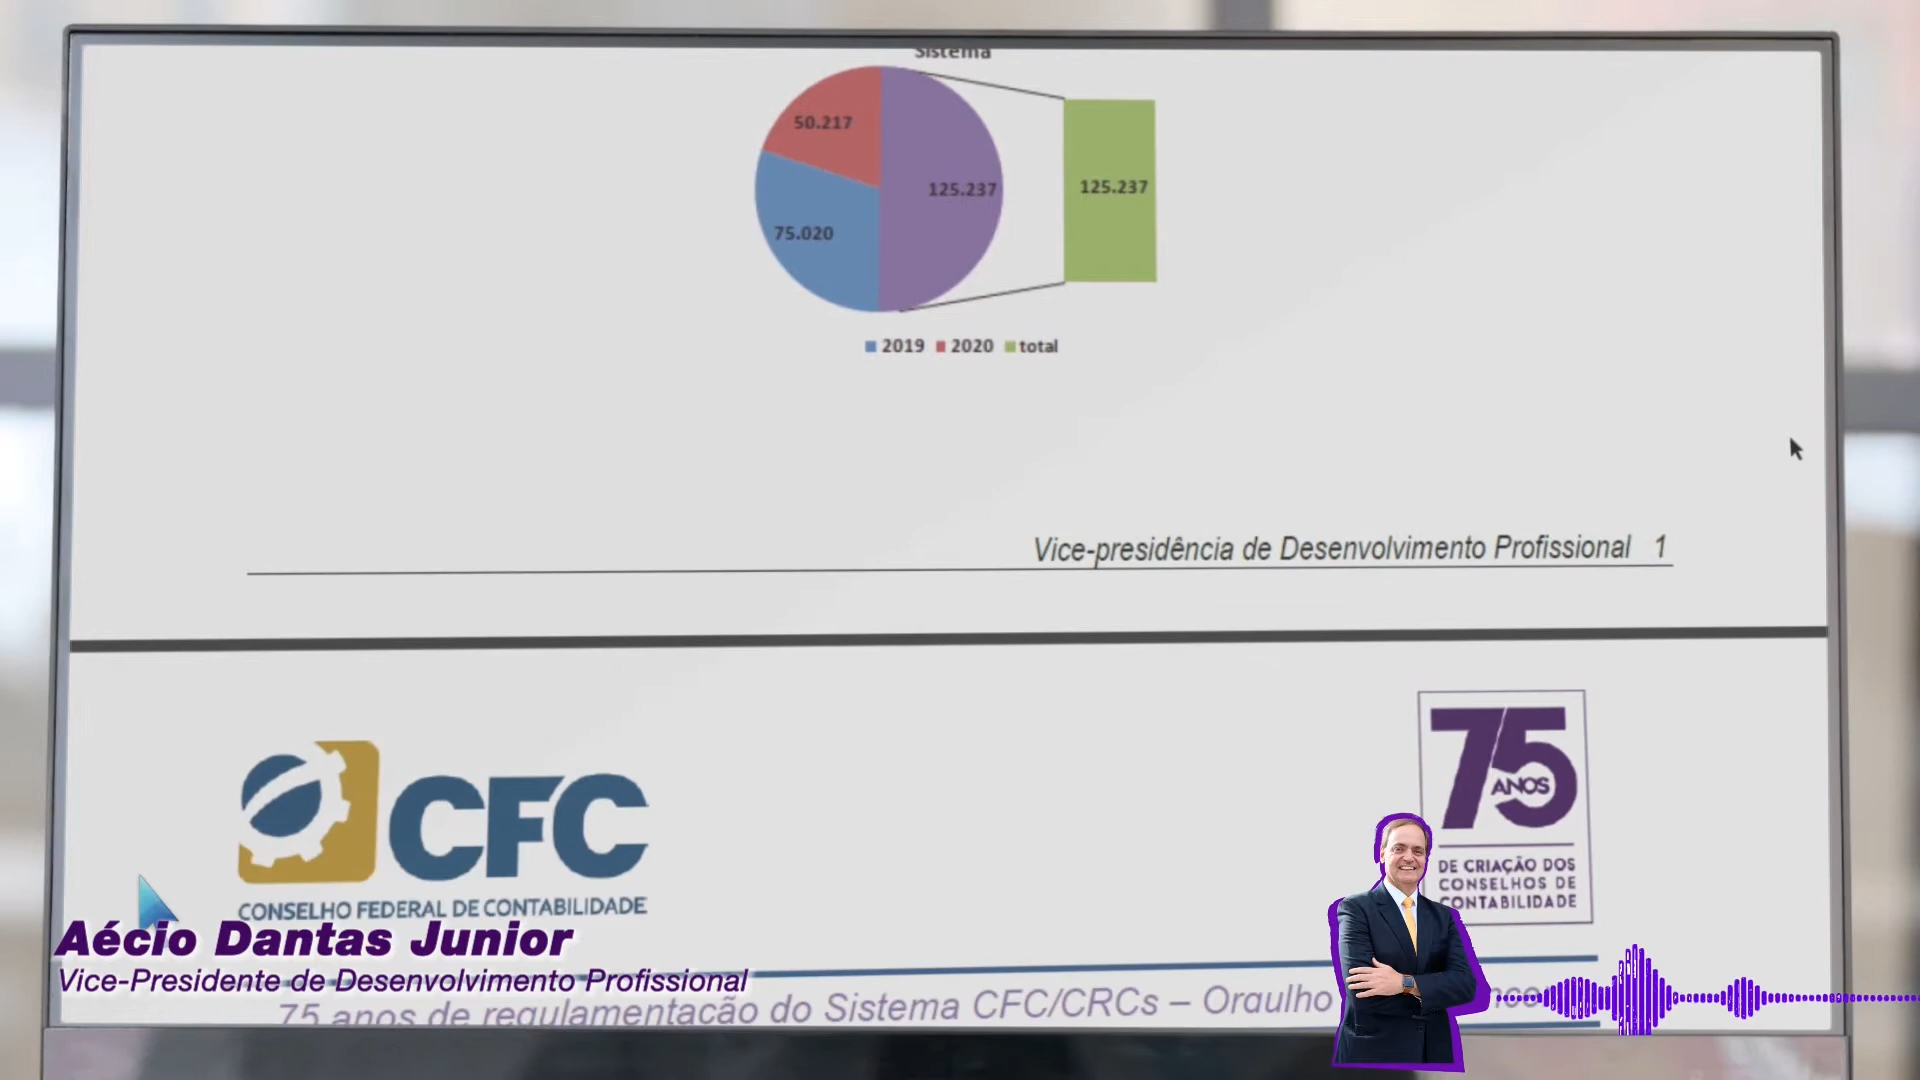 Sistema
50.217
125.237
125.237
75.020
2019 2020 total
Vice-presidência de Desenvolvimento Profissional 1
75
ANOS
DE CRIAÇÃO DOS
CONSELHOS DE
CONTABILIDADE
CFC
CONSELHO FEDERAL DE CONTABILIDADE
Aécio Dantas Junior
Vice-Presidente de Desenvolvimento Profissional
75 anos de regulamentação do Sistema CFC/CRCs – Orgulho